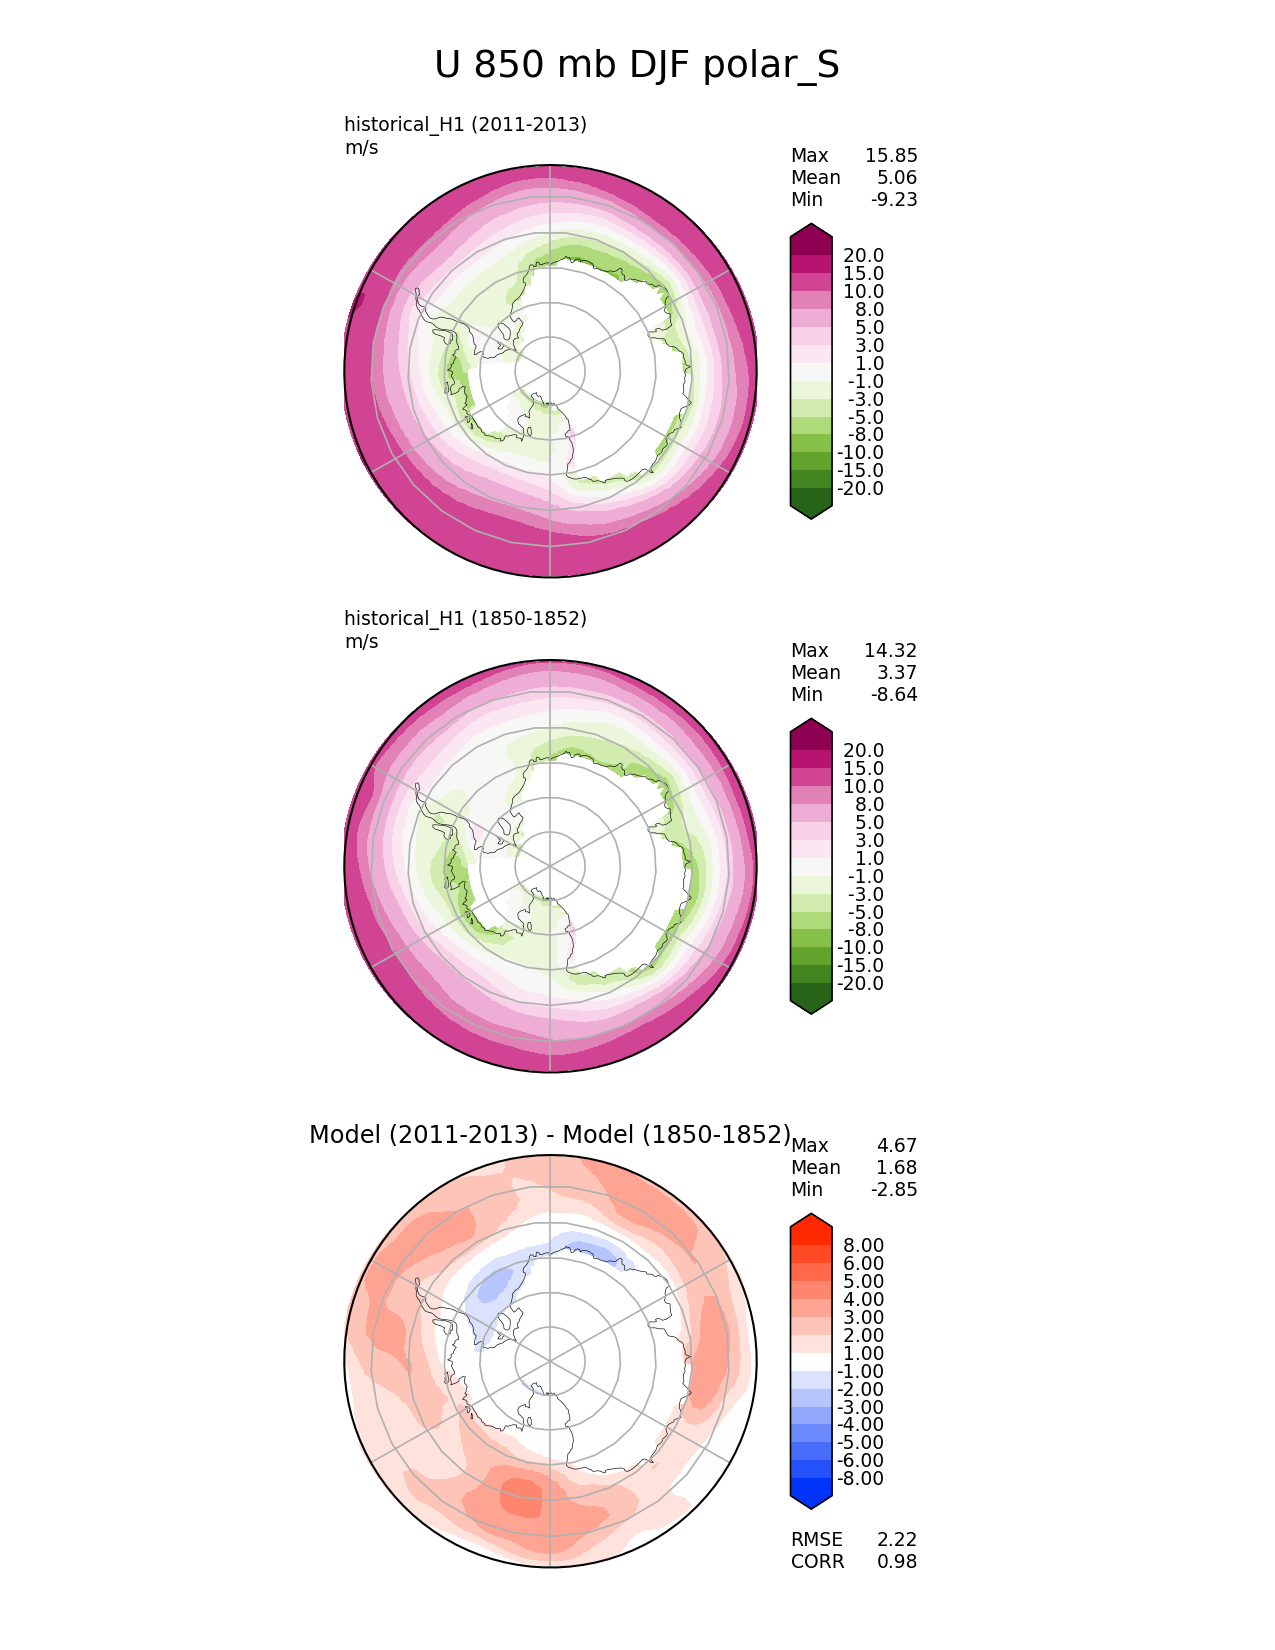 U 850 mb DJF polar_S
historical_H1 (2011-2013)
m/s
Max 15.85
Mean 5.06
Min -9.23
20.0
15.0
10.0
8.0
5.0
3.0
1.0
-1.0
-3.0
-5.0
-8.0
-10.0
-15.0
-20.0
historical_H1 (1850-1852)
m/s
Max 14.32
Mean 3.37
Min -8.64
20.0
15.0
10.0
8.0
5.0
3.0
1.0
-1.0
-3.0
-5.0
-8.0
-10.0
-15.0
-20.0
Model (2011-2013) - Model (1850-1852)
Max 4.67
Mean 1.68
Min -2.85
8.00
6.00
5.00
4.00
3.00
2.00
1.00
-1.00
-2.00
-3.00
-4.00
-5.00
-6.00
-8.00
RMSE 2.22
CORR 0.98